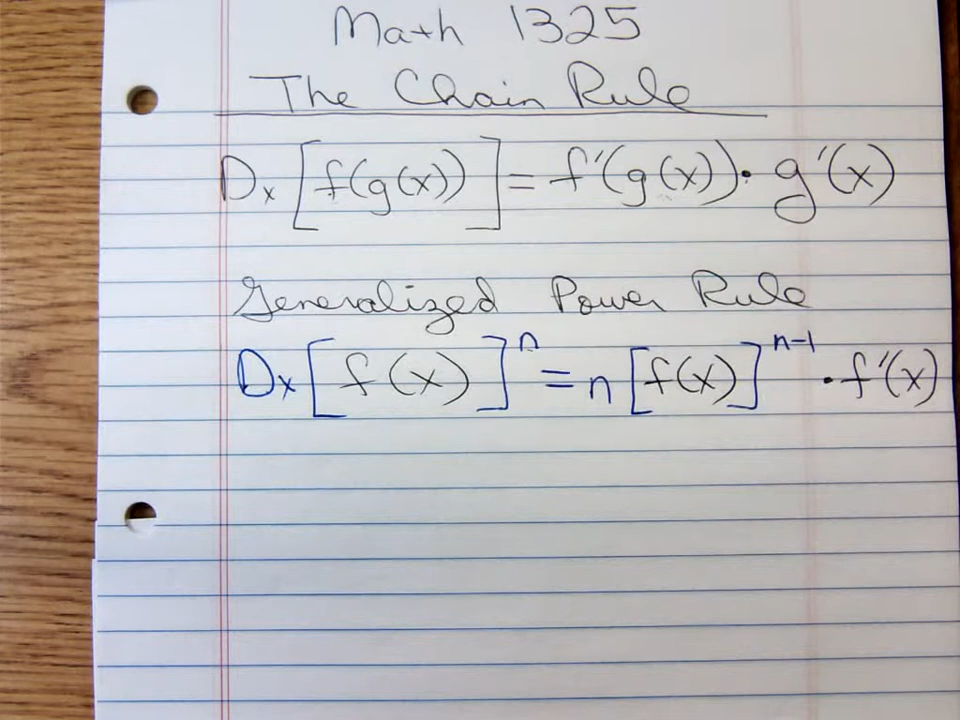 Math 1325
The Chain Rule
Dx [f(g(x))] = f'(g(x)) · g'(x)
Generalized Power Rule
Dx [f(x)]^n = n [f(x)]^n-1 · f'(x)